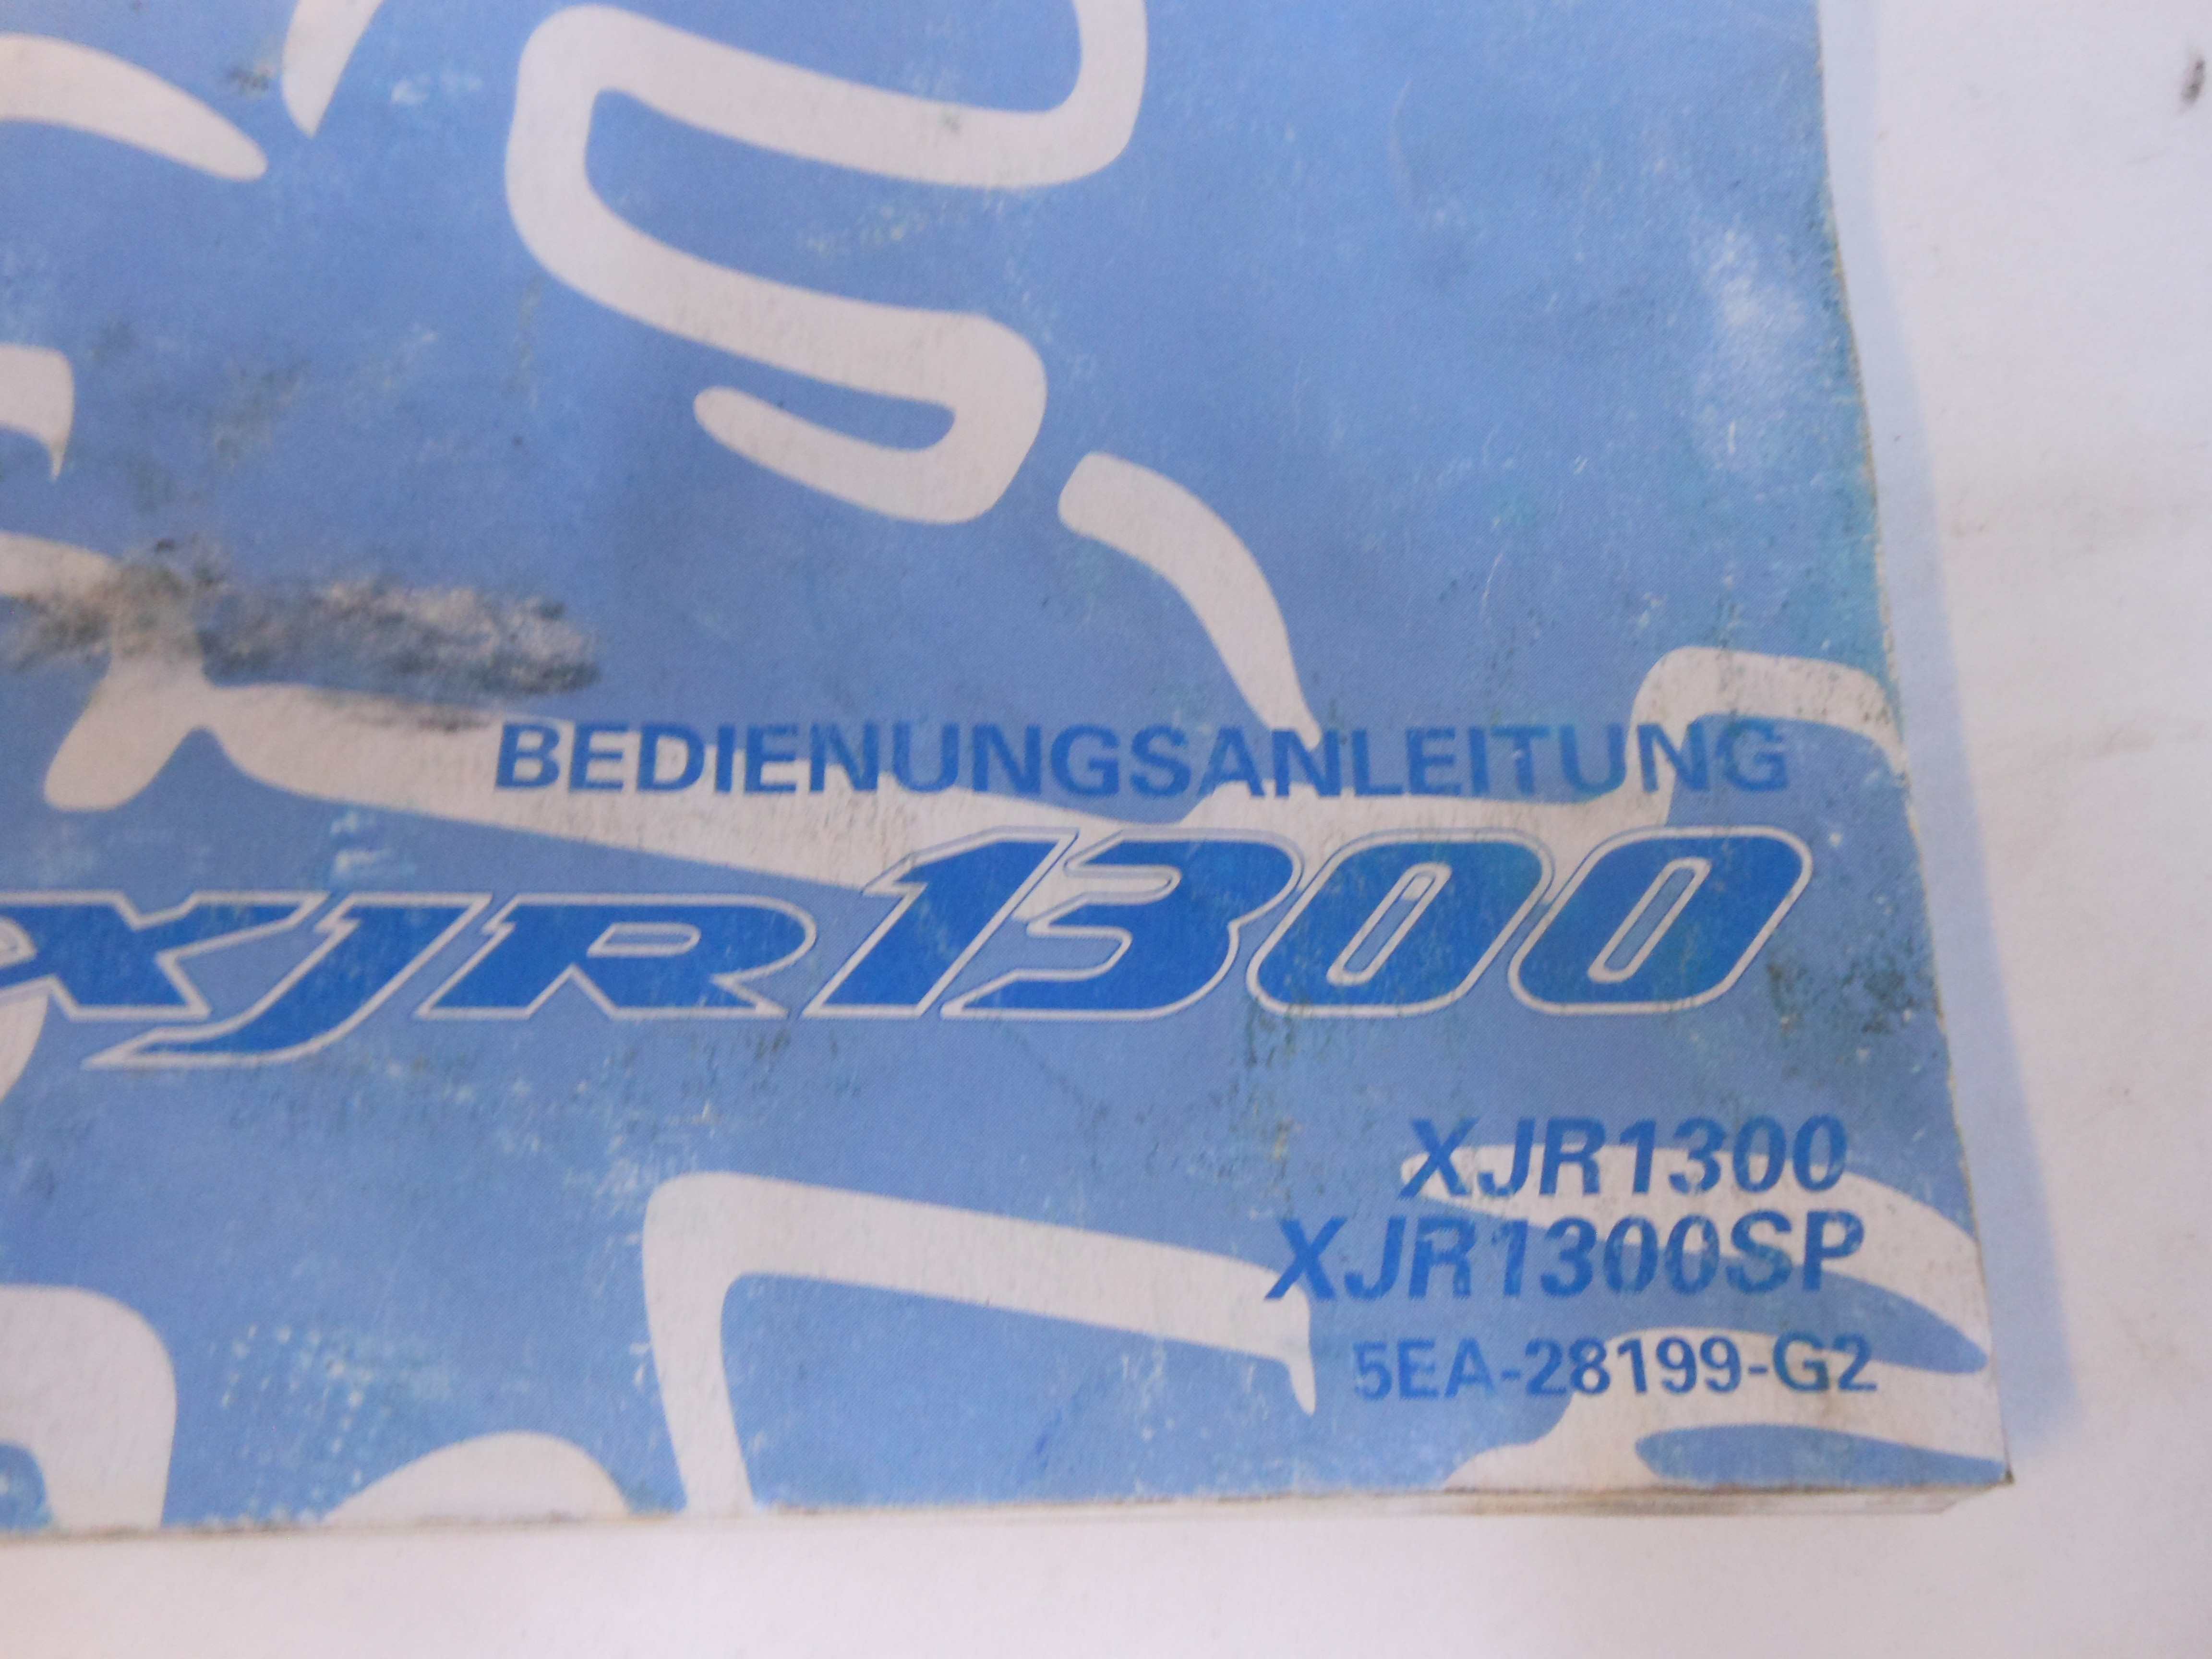 BEDIENUNGSANLEITUNG
XJR1300
XJR1300
XJR1300SP
5EA-28199-G2